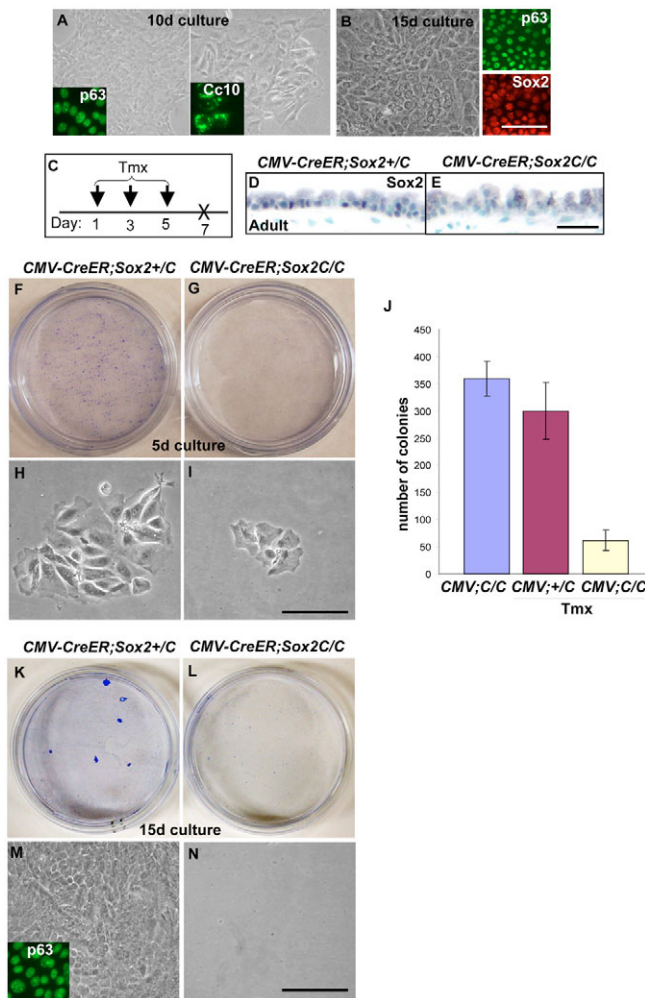 A 10d culture
p63
Cc10
B 15d culture
p63
Sox2
C
Tmx
Day: 1 3 5 7
CMV-CreER;Sox2+/C CMV-CreER;Sox2C/C
D Sox2 E
Adult
CMV-CreER;Sox2+/C CMV-CreER;Sox2C/C
F G
5d culture
H I
J
number of colonies
450
400
350
300
250
200
150
100
50
0
CMV;C/C CMV;+/C CMV;C/C
Tmx
CMV-CreER;Sox2+/C CMV-CreER;Sox2C/C
K L
15d culture
M N
p63